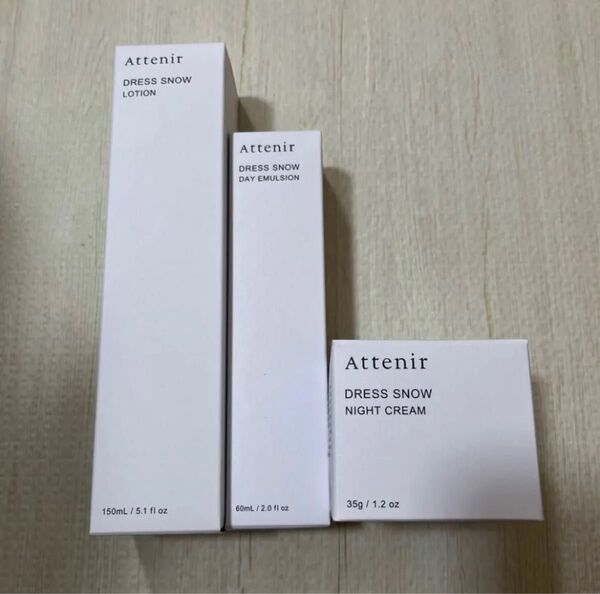 Attenir
DRESS SNOW
LOTION
150mL / 5.1 fl oz
Attenir
DRESS SNOW
DAY EMULSION
60mL / 2.0 fl oz
Attenir
DRESS SNOW
NIGHT CREAM
35g / 1.2 oz